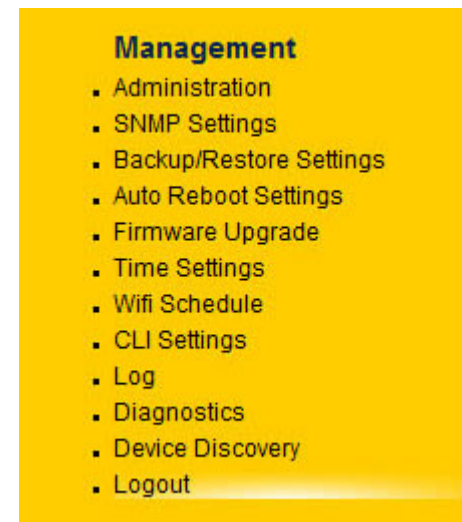 Management
Administration
SNMP Settings
Backup/Restore Settings
Auto Reboot Settings
Firmware Upgrade
Time Settings
Wifi Schedule
CLI Settings
Log
Diagnostics
Device Discovery
Logout